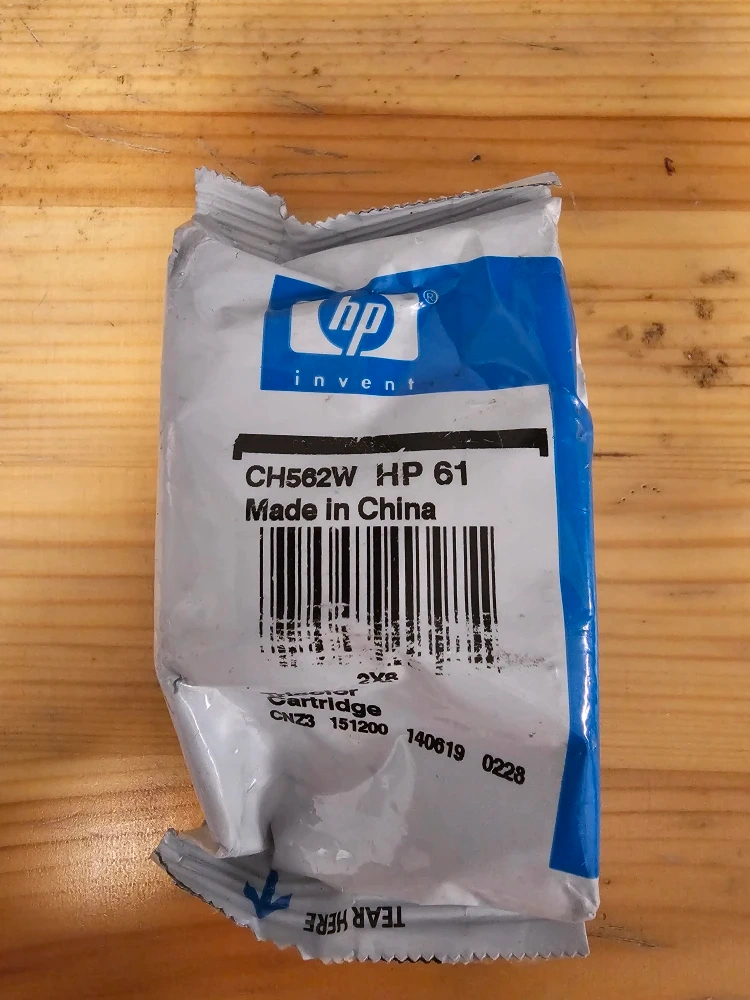 hp®
invent
CH562W HP 61
Made in China
Cartridge
CNZ3 151200 140619 0228
TEAR HERE